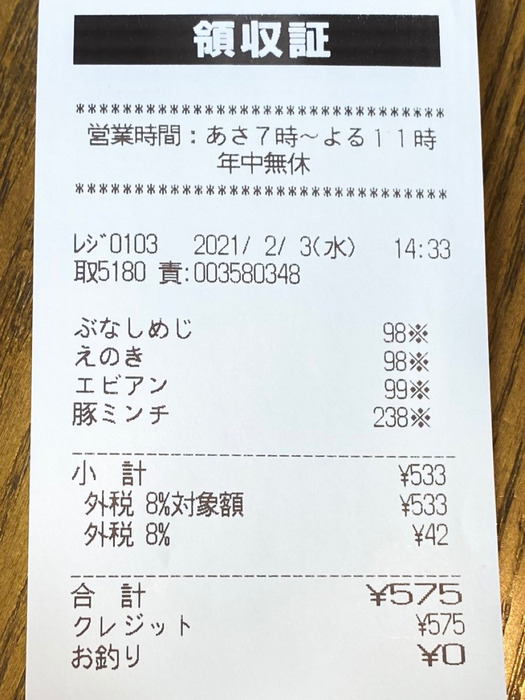 領収証
********************************
営業時間：あさ７時～よる１１時
年中無休
********************************
ﾚｼﾞ0103 2021/ 2/ 3(水) 14:33
取5180 責:003580348
ぶなしめじ 98※
えのき 98※
エビアン 99※
豚ミンチ 238※
小 計 ¥533
外税 8%対象額 ¥533
外税 8% ¥42
合 計 ¥575
クレジット ¥575
お釣り ¥0